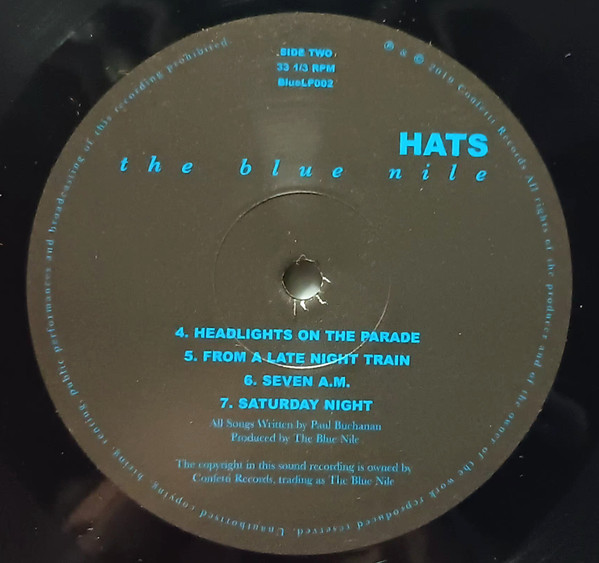 SIDE TWO
33 1/3 RPM
BlueLP002
HATS
the blue nile
4. HEADLIGHTS ON THE PARADE
5. FROM A LATE NIGHT TRAIN
6. SEVEN A.M.
7. SATURDAY NIGHT
All Songs Written by Paul Buchanan
Produced by The Blue Nile
The copyright in this sound recording is owned by
Confetti Records, trading as The Blue Nile
℗ & © 2019 Confetti Records All rights of the producer and of the owner of the work reproduced reserved. Unauthorised copying, hiring, renting, public performances and broadcasting of this recording prohibited.